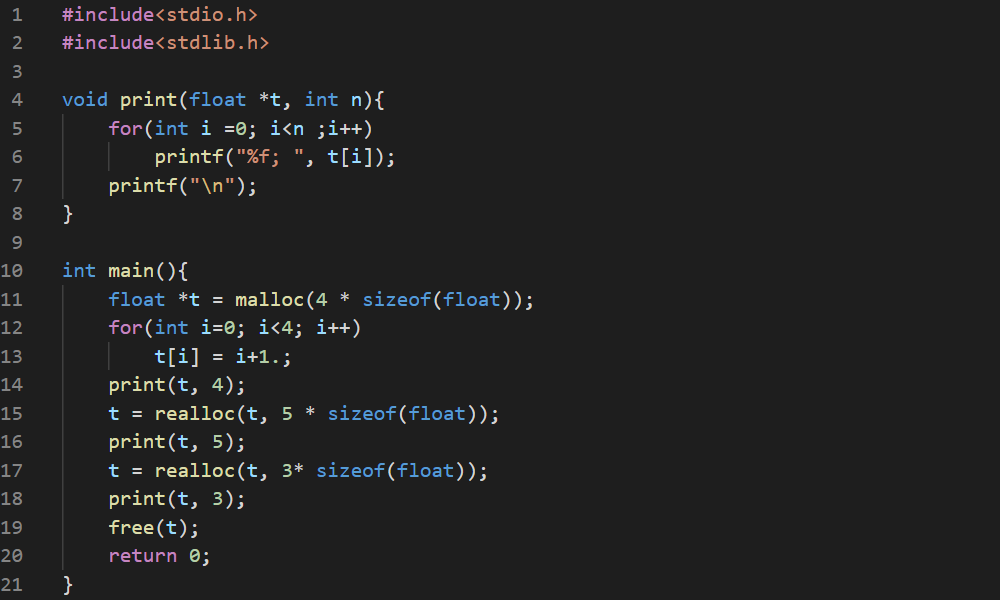 1 #include<stdio.h>
2 #include<stdlib.h>
3
4 void print(float *t, int n){
5     for(int i =0; i<n ;i++)
6         printf("%f; ", t[i]);
7     printf("\n");
8 }
9
10 int main(){
11     float *t = malloc(4 * sizeof(float));
12     for(int i=0; i<4; i++)
13         t[i] = i+1.;
14     print(t, 4);
15     t = realloc(t, 5 * sizeof(float));
16     print(t, 5);
17     t = realloc(t, 3* sizeof(float));
18     print(t, 3);
19     free(t);
20     return 0;
21 }